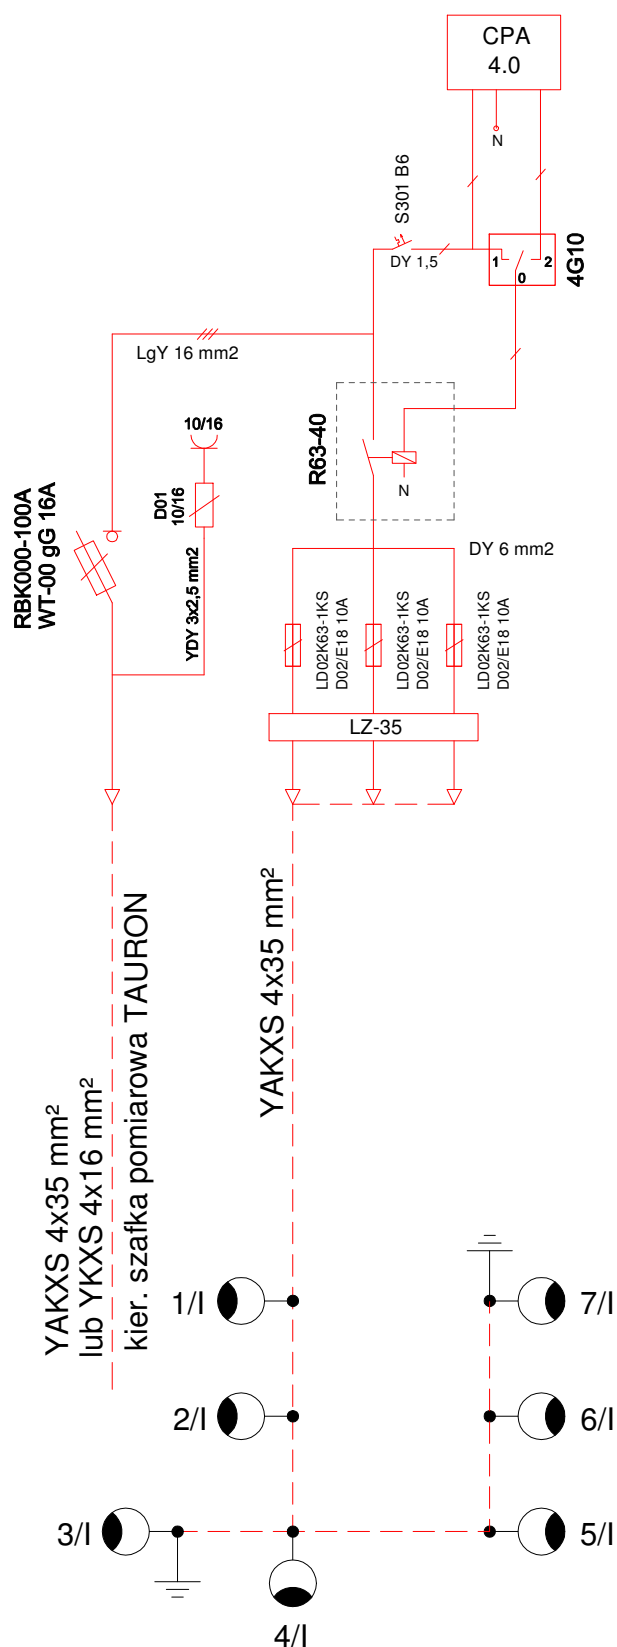 CPA
4.0
N
S301 B6
DY 1,5
1
2
0
4G10
LgY 16 mm2
10/16
R63-40
N
D01
10/16
RBK000-100A
WT-00 gG 16A
YDY 3x2,5 mm2
DY 6 mm2
LD02K63-1KS
D02/E18 10A
LD02K63-1KS
D02/E18 10A
LD02K63-1KS
D02/E18 10A
LZ-35
YAKXS 4x35 mm²
lub YKXS 4x16 mm²
kier. szafka pomiarowa TAURON
YAKXS 4x35 mm²
1/I
7/I
2/I
6/I
3/I
5/I
4/I